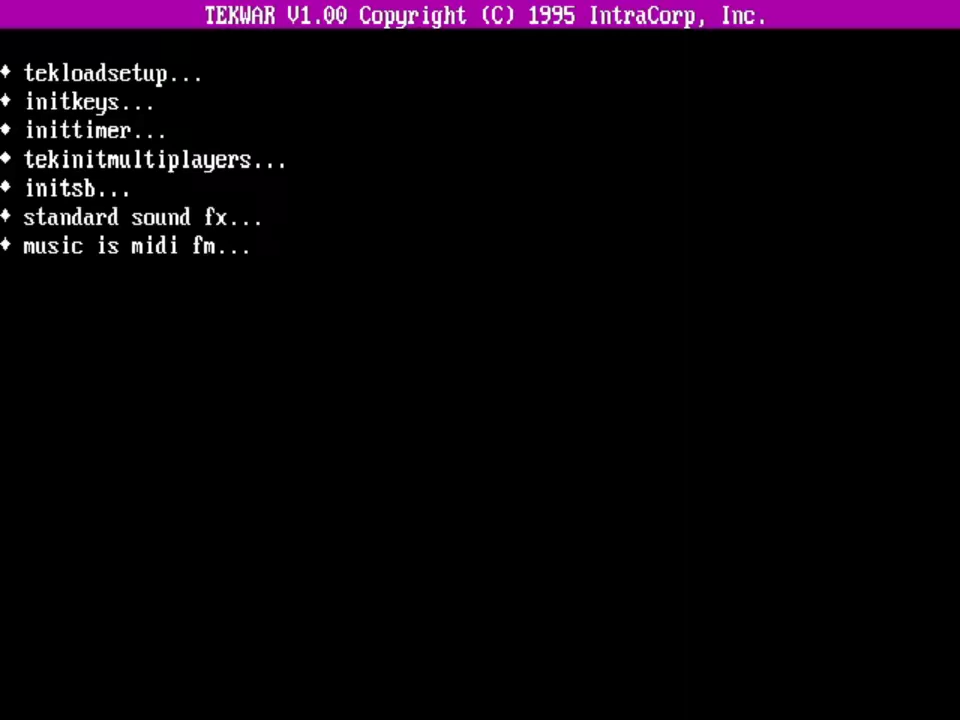 TEKWAR V1.00 Copyright (C) 1995 IntraCorp, Inc.
♦ tekloadsetup...
♦ initkeys...
♦ inittimer...
♦ tekinitmultiplayers...
♦ initsb...
♦ standard sound fx...
♦ music is midi fm...